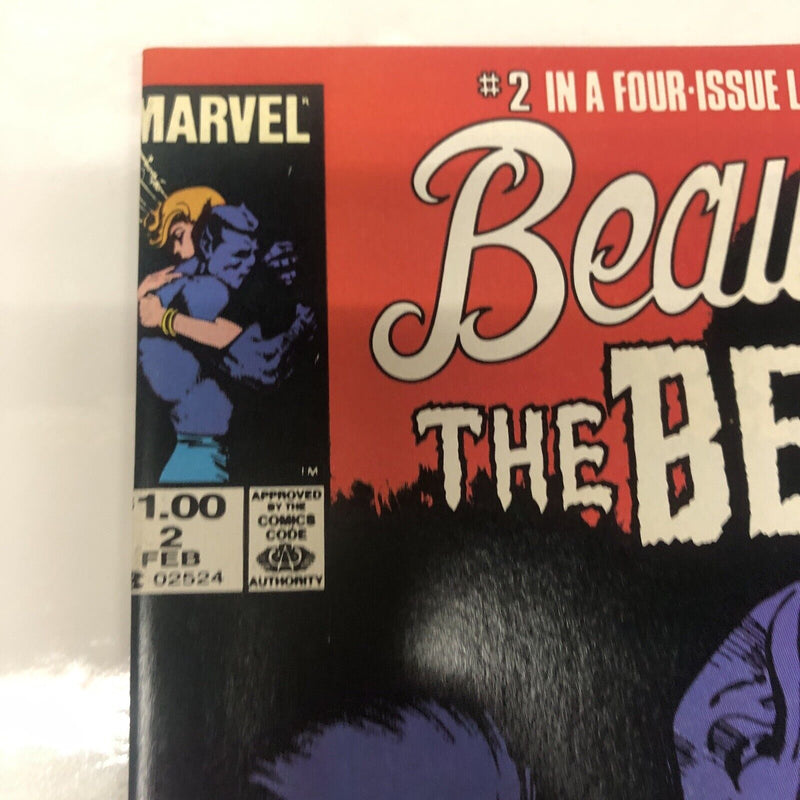 #2 IN A FOUR-ISSUE L
MARVEL
Beau
THE BE
TM
1.00
2
FEB
02524
APPROVED
BY THE
COMICS
CODE
AUTHORITY